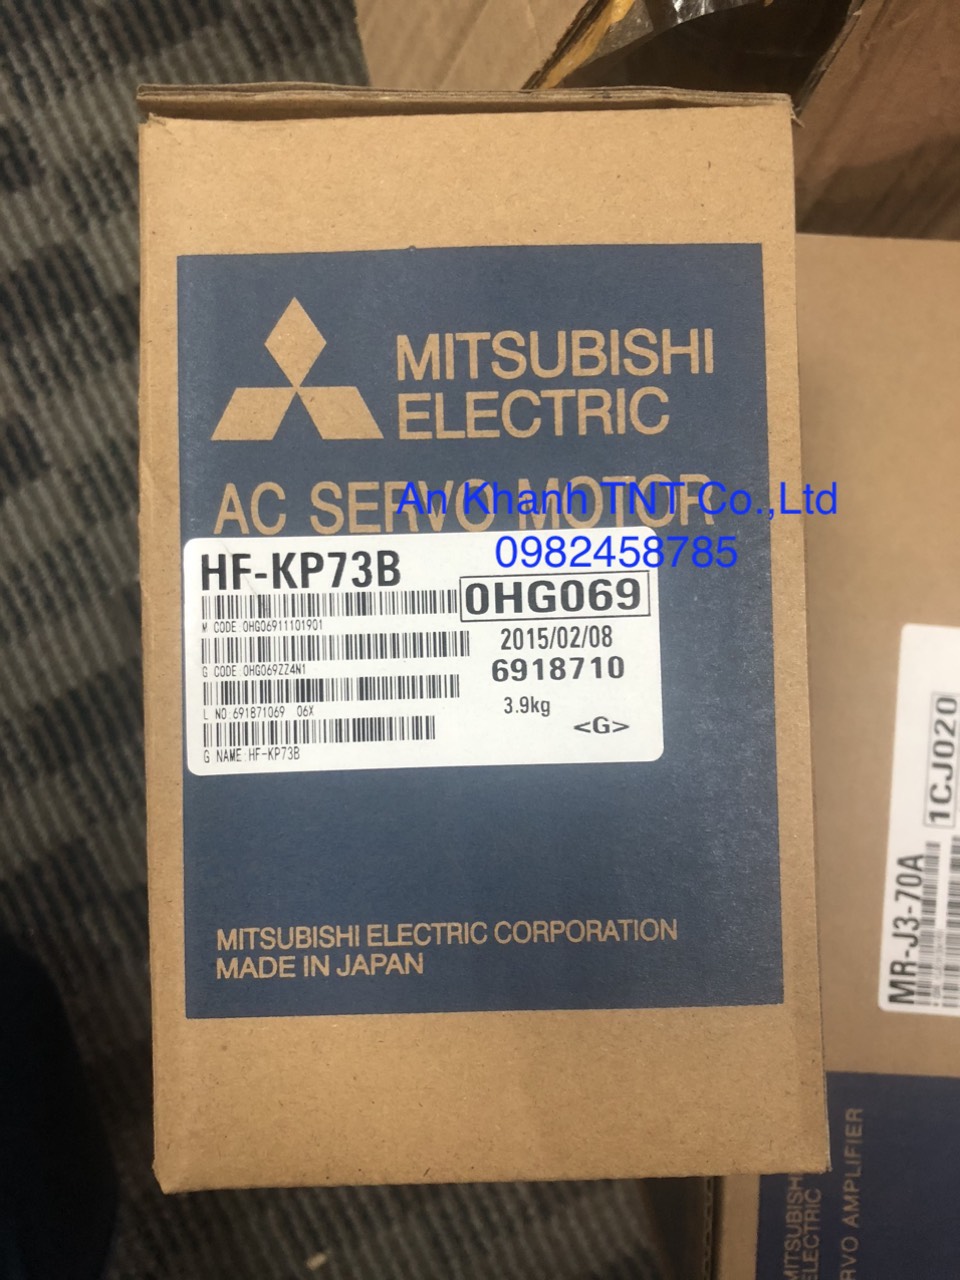 MITSUBISHI
ELECTRIC
AC SERVO MOTOR
An Khanh TNT Co.,Ltd
0982458785
HF-KP73B
0HG069
M CODE 0HG06911101901
2015/02/08
G CODE 0HG069ZZ4N1
6918710
L NO 691871069 06X
3.9kg
<G>
G NAME HF-KP73B
MITSUBISHI ELECTRIC CORPORATION
MADE IN JAPAN
1CJ020
MR-J3-70A
MITSUBISHI
ELECTRIC
RVO AMPLIFIER